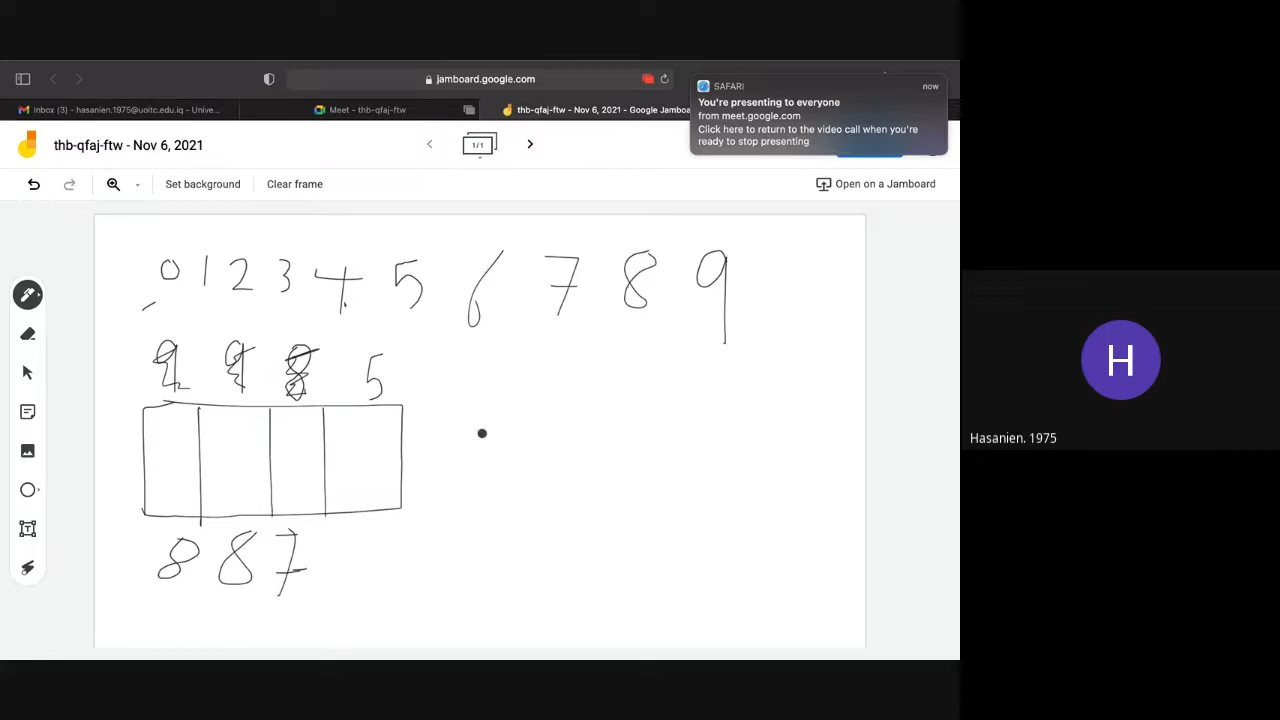 SAFARI
now
You're presenting to everyone
from meet.google.com
Click here to return to the video call when you're
ready to stop presenting
jamboard.google.com
Inbox (3) - hasanien.1975@uoitc.edu.iq - Unive...
Meet - thb-qfaj-ftw
thb-qfaj-ftw - Nov 6, 2021 - Google Jamboa
thb-qfaj-ftw - Nov 6, 2021
1/1
Set background
Clear frame
Open on a Jamboard
0 1 2 3 4 5 6 7 8 9
5
8 8 7
H
Hasanien. 1975